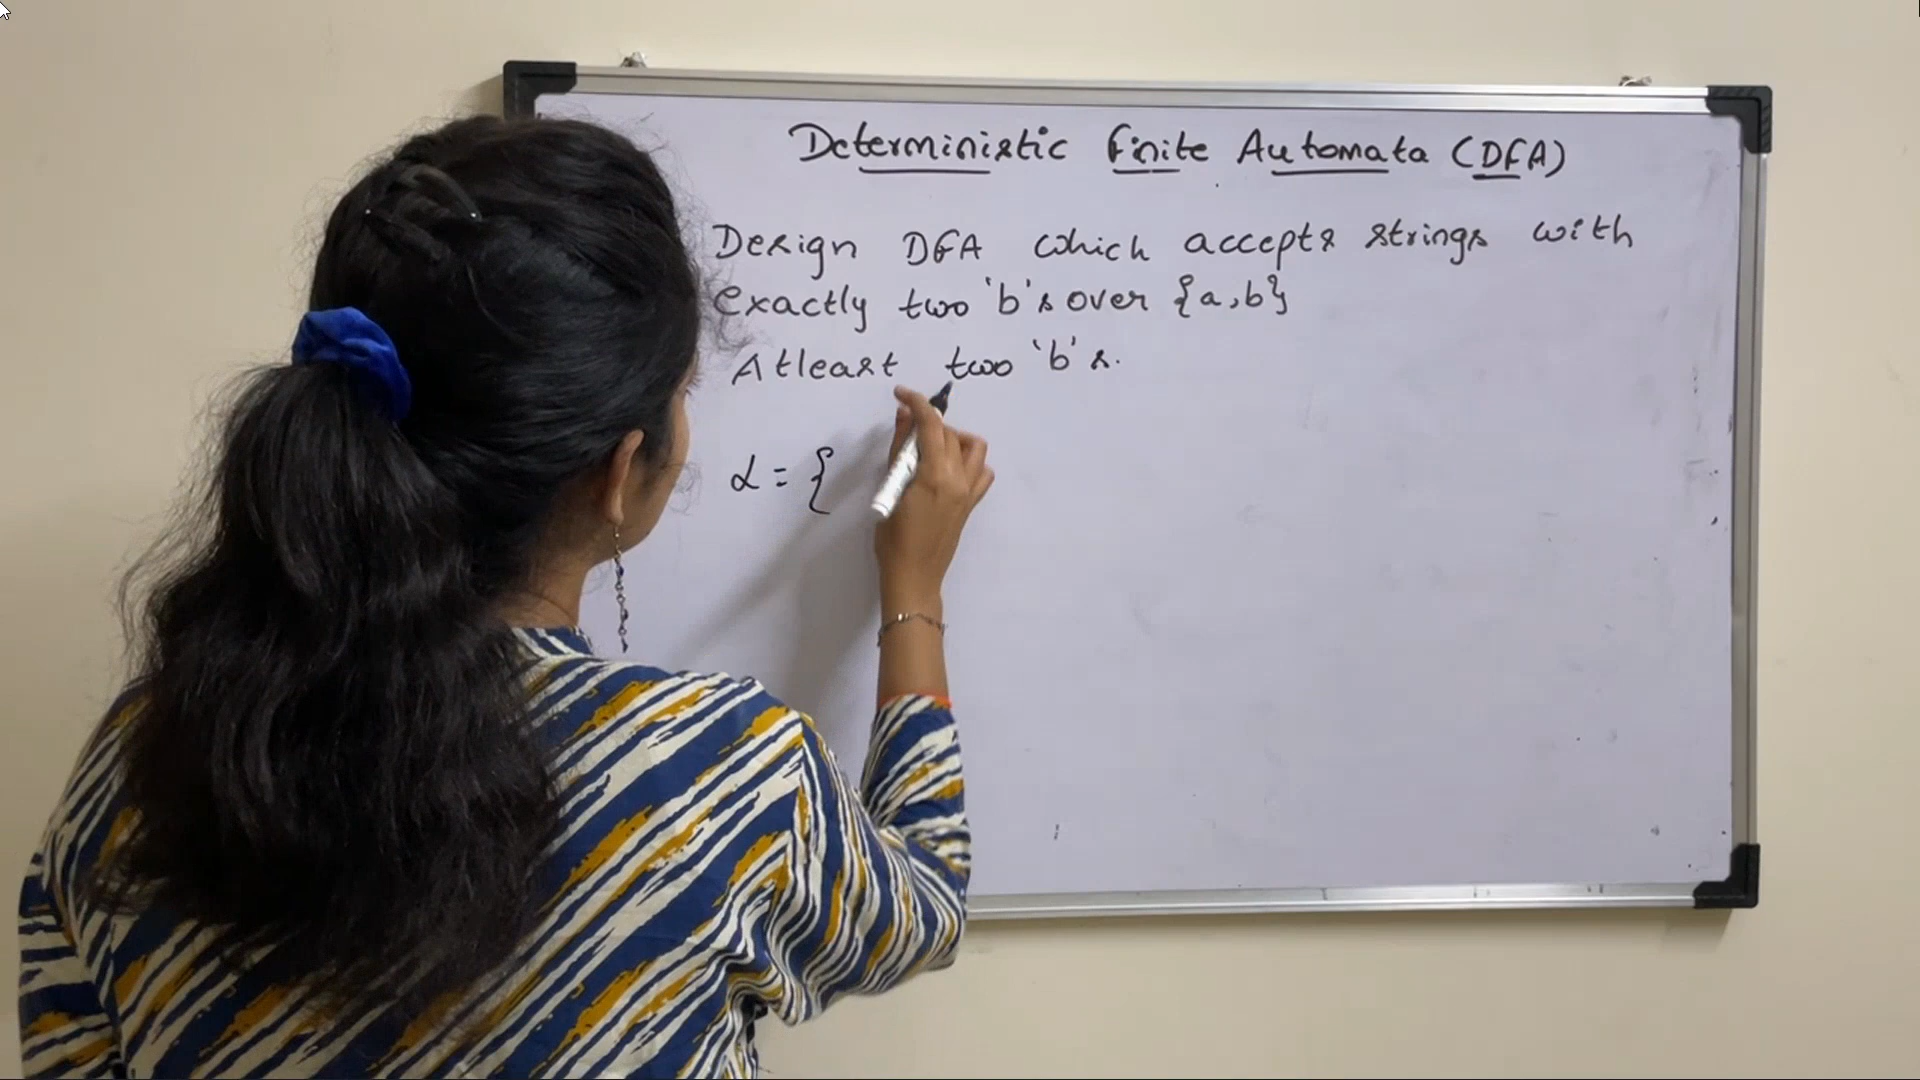 Deterministic Finite Automata (DFA)
Design DFA which accepts strings with
exactly two 'b's over {a,b}
Atleast two 'b's.
L = {